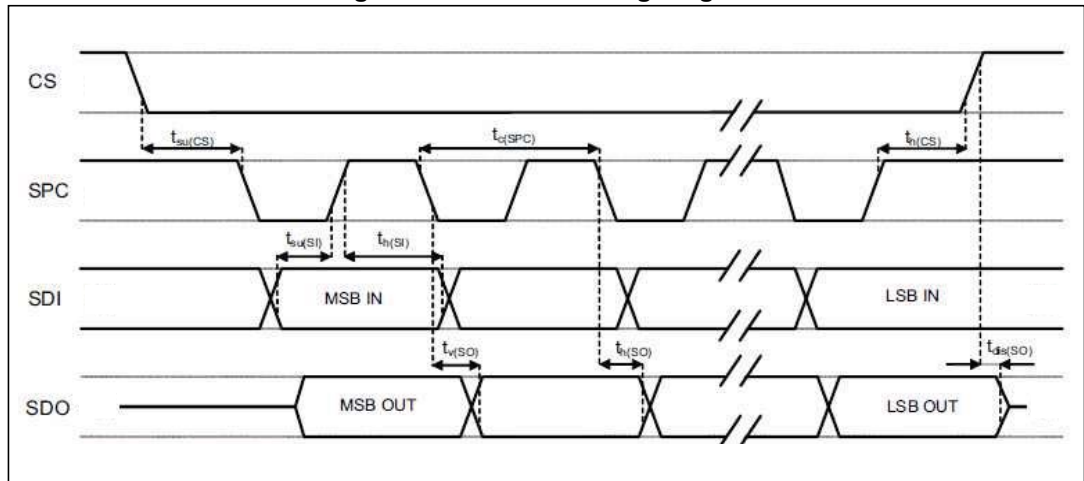 CS
t_su(CS)
t_c(SPC)
t_h(CS)
SPC
t_su(SI)
t_h(SI)
SDI
MSB IN
LSB IN
t_v(SO)
t_h(SO)
t_dis(SO)
SDO
MSB OUT
LSB OUT